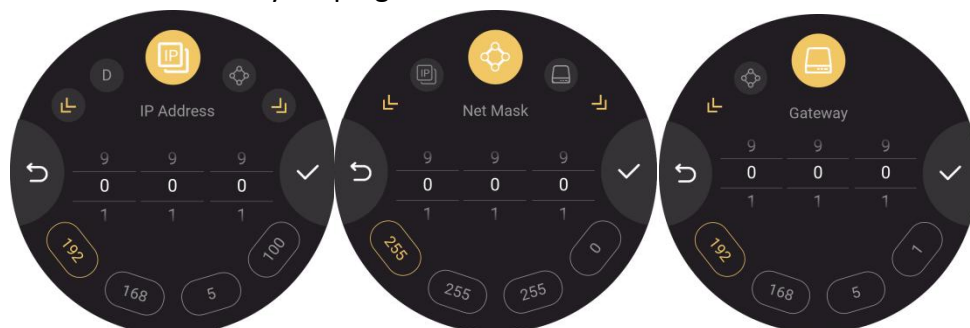 IP
D
IP Address
9 9 9
0 0 0
1 1 1
192 168 5 100
IP
Net Mask
9 9 9
0 0 0
1 1 1
255 255 255 0
Gateway
9 9 9
0 0 0
1 1 1
192 168 5 1